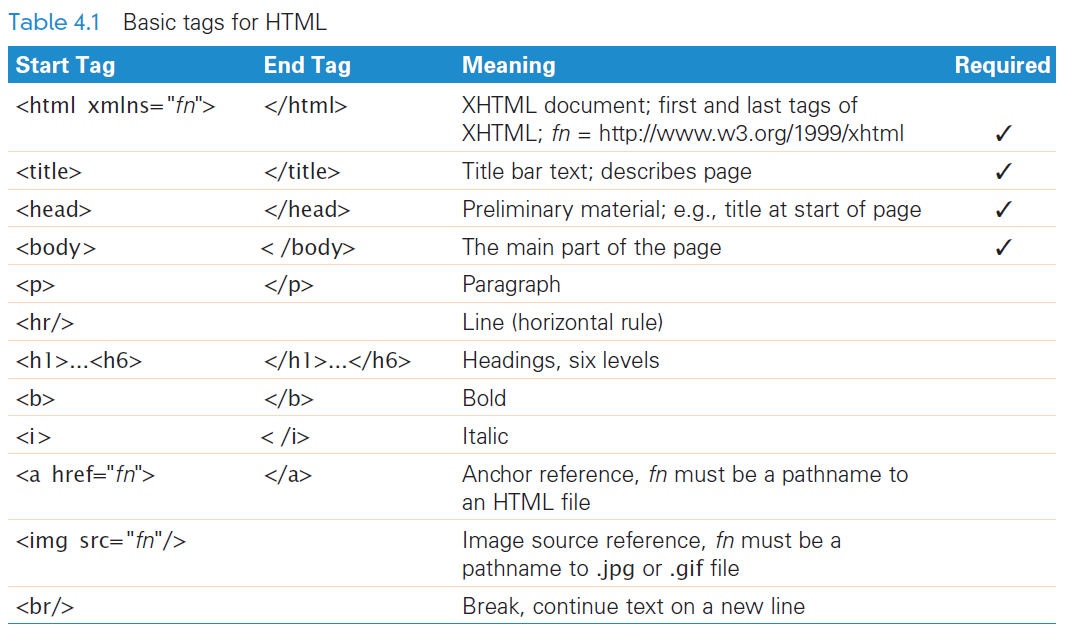 Table 4.1 Basic tags for HTML
Start Tag End Tag Meaning Required
<html xmlns="fn"> </html> XHTML document; first and last tags of
XHTML; fn = http://www.w3.org/1999/xhtml ✓
<title> </title> Title bar text; describes page ✓
<head> </head> Preliminary material; e.g., title at start of page ✓
<body> < /body> The main part of the page ✓
<p> </p> Paragraph
<hr/> Line (horizontal rule)
<h1>...<h6> </h1>...</h6> Headings, six levels
<b> </b> Bold
<i> < /i> Italic
<a href="fn"> </a> Anchor reference, fn must be a pathname to
an HTML file
<img src="fn"/> Image source reference, fn must be a
pathname to .jpg or .gif file
<br/> Break, continue text on a new line